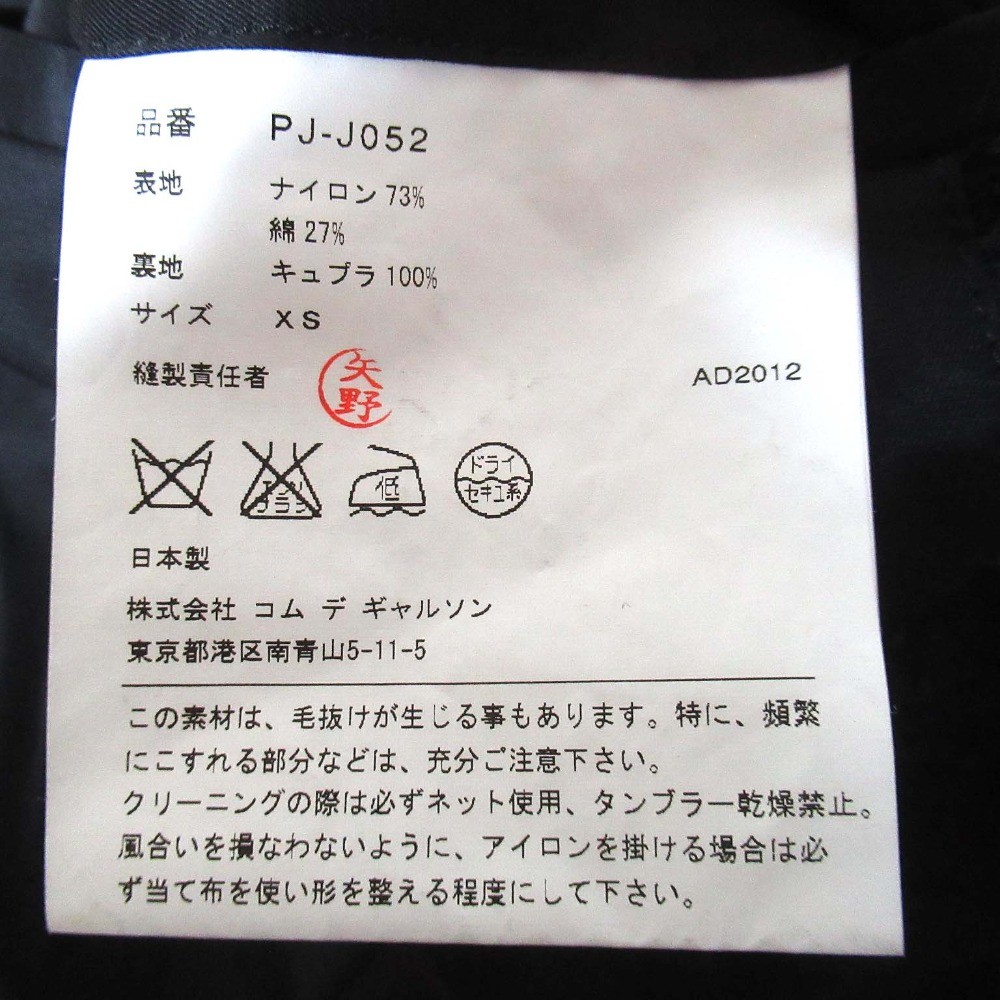 品番 PJ-J052
表地 ナイロン 73%
綿 27%
裏地 キュプラ 100%
サイズ XS
縫製責任者 矢野 AD2012
エンソ サラシ 低 ドライ セキユ系
日本製
株式会社 コム デ ギャルソン
東京都港区南青山5-11-5
この素材は、毛抜けが生じる事もあります。特に、頻繁
にこすれる部分などは、充分ご注意下さい。
クリーニングの際は必ずネット使用、タンブラー乾燥禁止。
風合いを損なわないように、アイロンを掛ける場合は必
ず当て布を使い形を整える程度にして下さい。